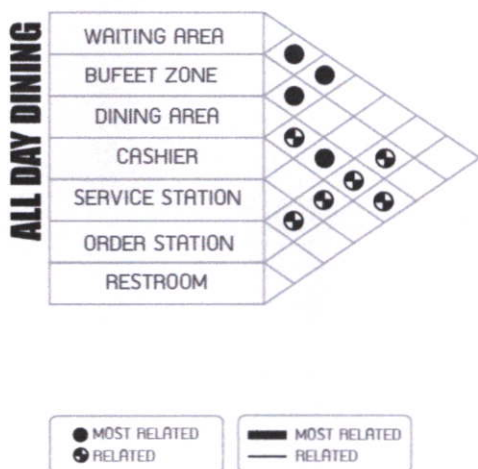 ALL DAY DINING
WAITING AREA
BUFEET ZONE
DINING AREA
CASHIER
SERVICE STATION
ORDER STATION
RESTROOM
MOST RELATED
RELATED
MOST RELATED
RELATED